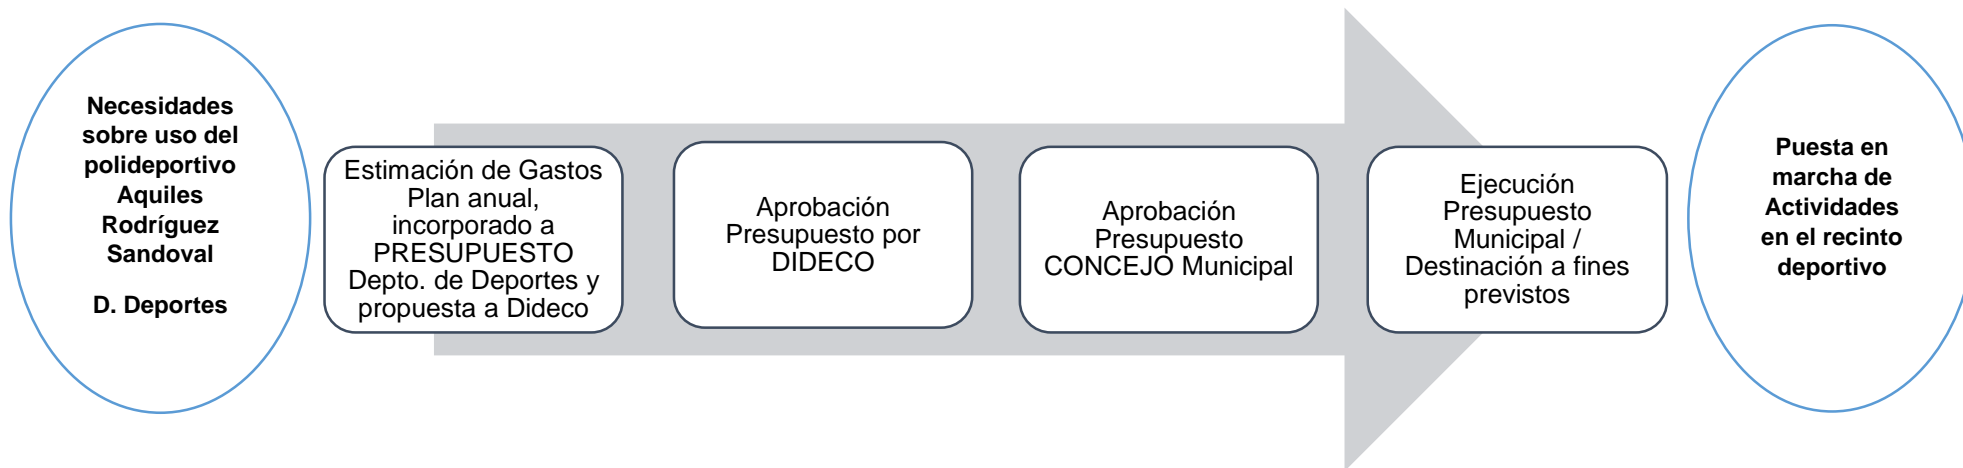 Necesidades
sobre uso del
polideportivo
Aquiles
Rodríguez
Sandoval
D. Deportes
Estimación de Gastos
Plan anual,
incorporado a
PRESUPUESTO
Depto. de Deportes y
propuesta a Dideco
Aprobación
Presupuesto por
DIDECO
Aprobación
Presupuesto
CONCEJO Municipal
Ejecución
Presupuesto
Municipal /
Destinación a fines
previstos
Puesta en
marcha de
Actividades
en el recinto
deportivo